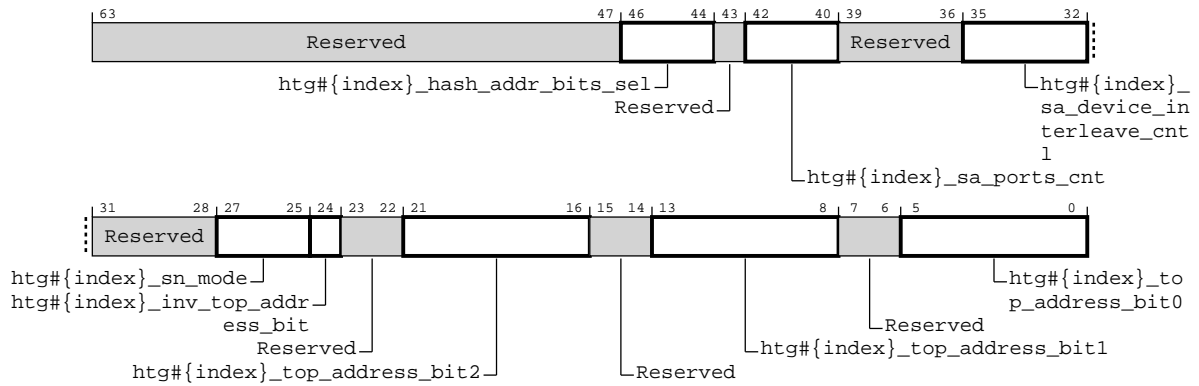 63 47 46 44 43 42 40 39 36 35 32
Reserved Reserved
htg#{index}_hash_addr_bits_sel htg#{index}_
Reserved sa_device_in
terleave_cnt
l
htg#{index}_sa_ports_cnt
31 28 27 25 24 23 22 21 16 15 14 13 8 7 6 5 0
Reserved
htg#{index}_sn_mode htg#{index}_to
htg#{index}_inv_top_addr p_address_bit0
ess_bit Reserved
Reserved htg#{index}_top_address_bit1
htg#{index}_top_address_bit2 Reserved